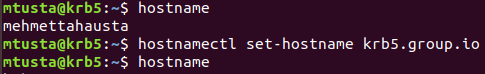 mtusta@krb5:~$ hostname
mehmettahausta
mtusta@krb5:~$ hostnamectl set-hostname krb5.group.io
mtusta@krb5:~$ hostname